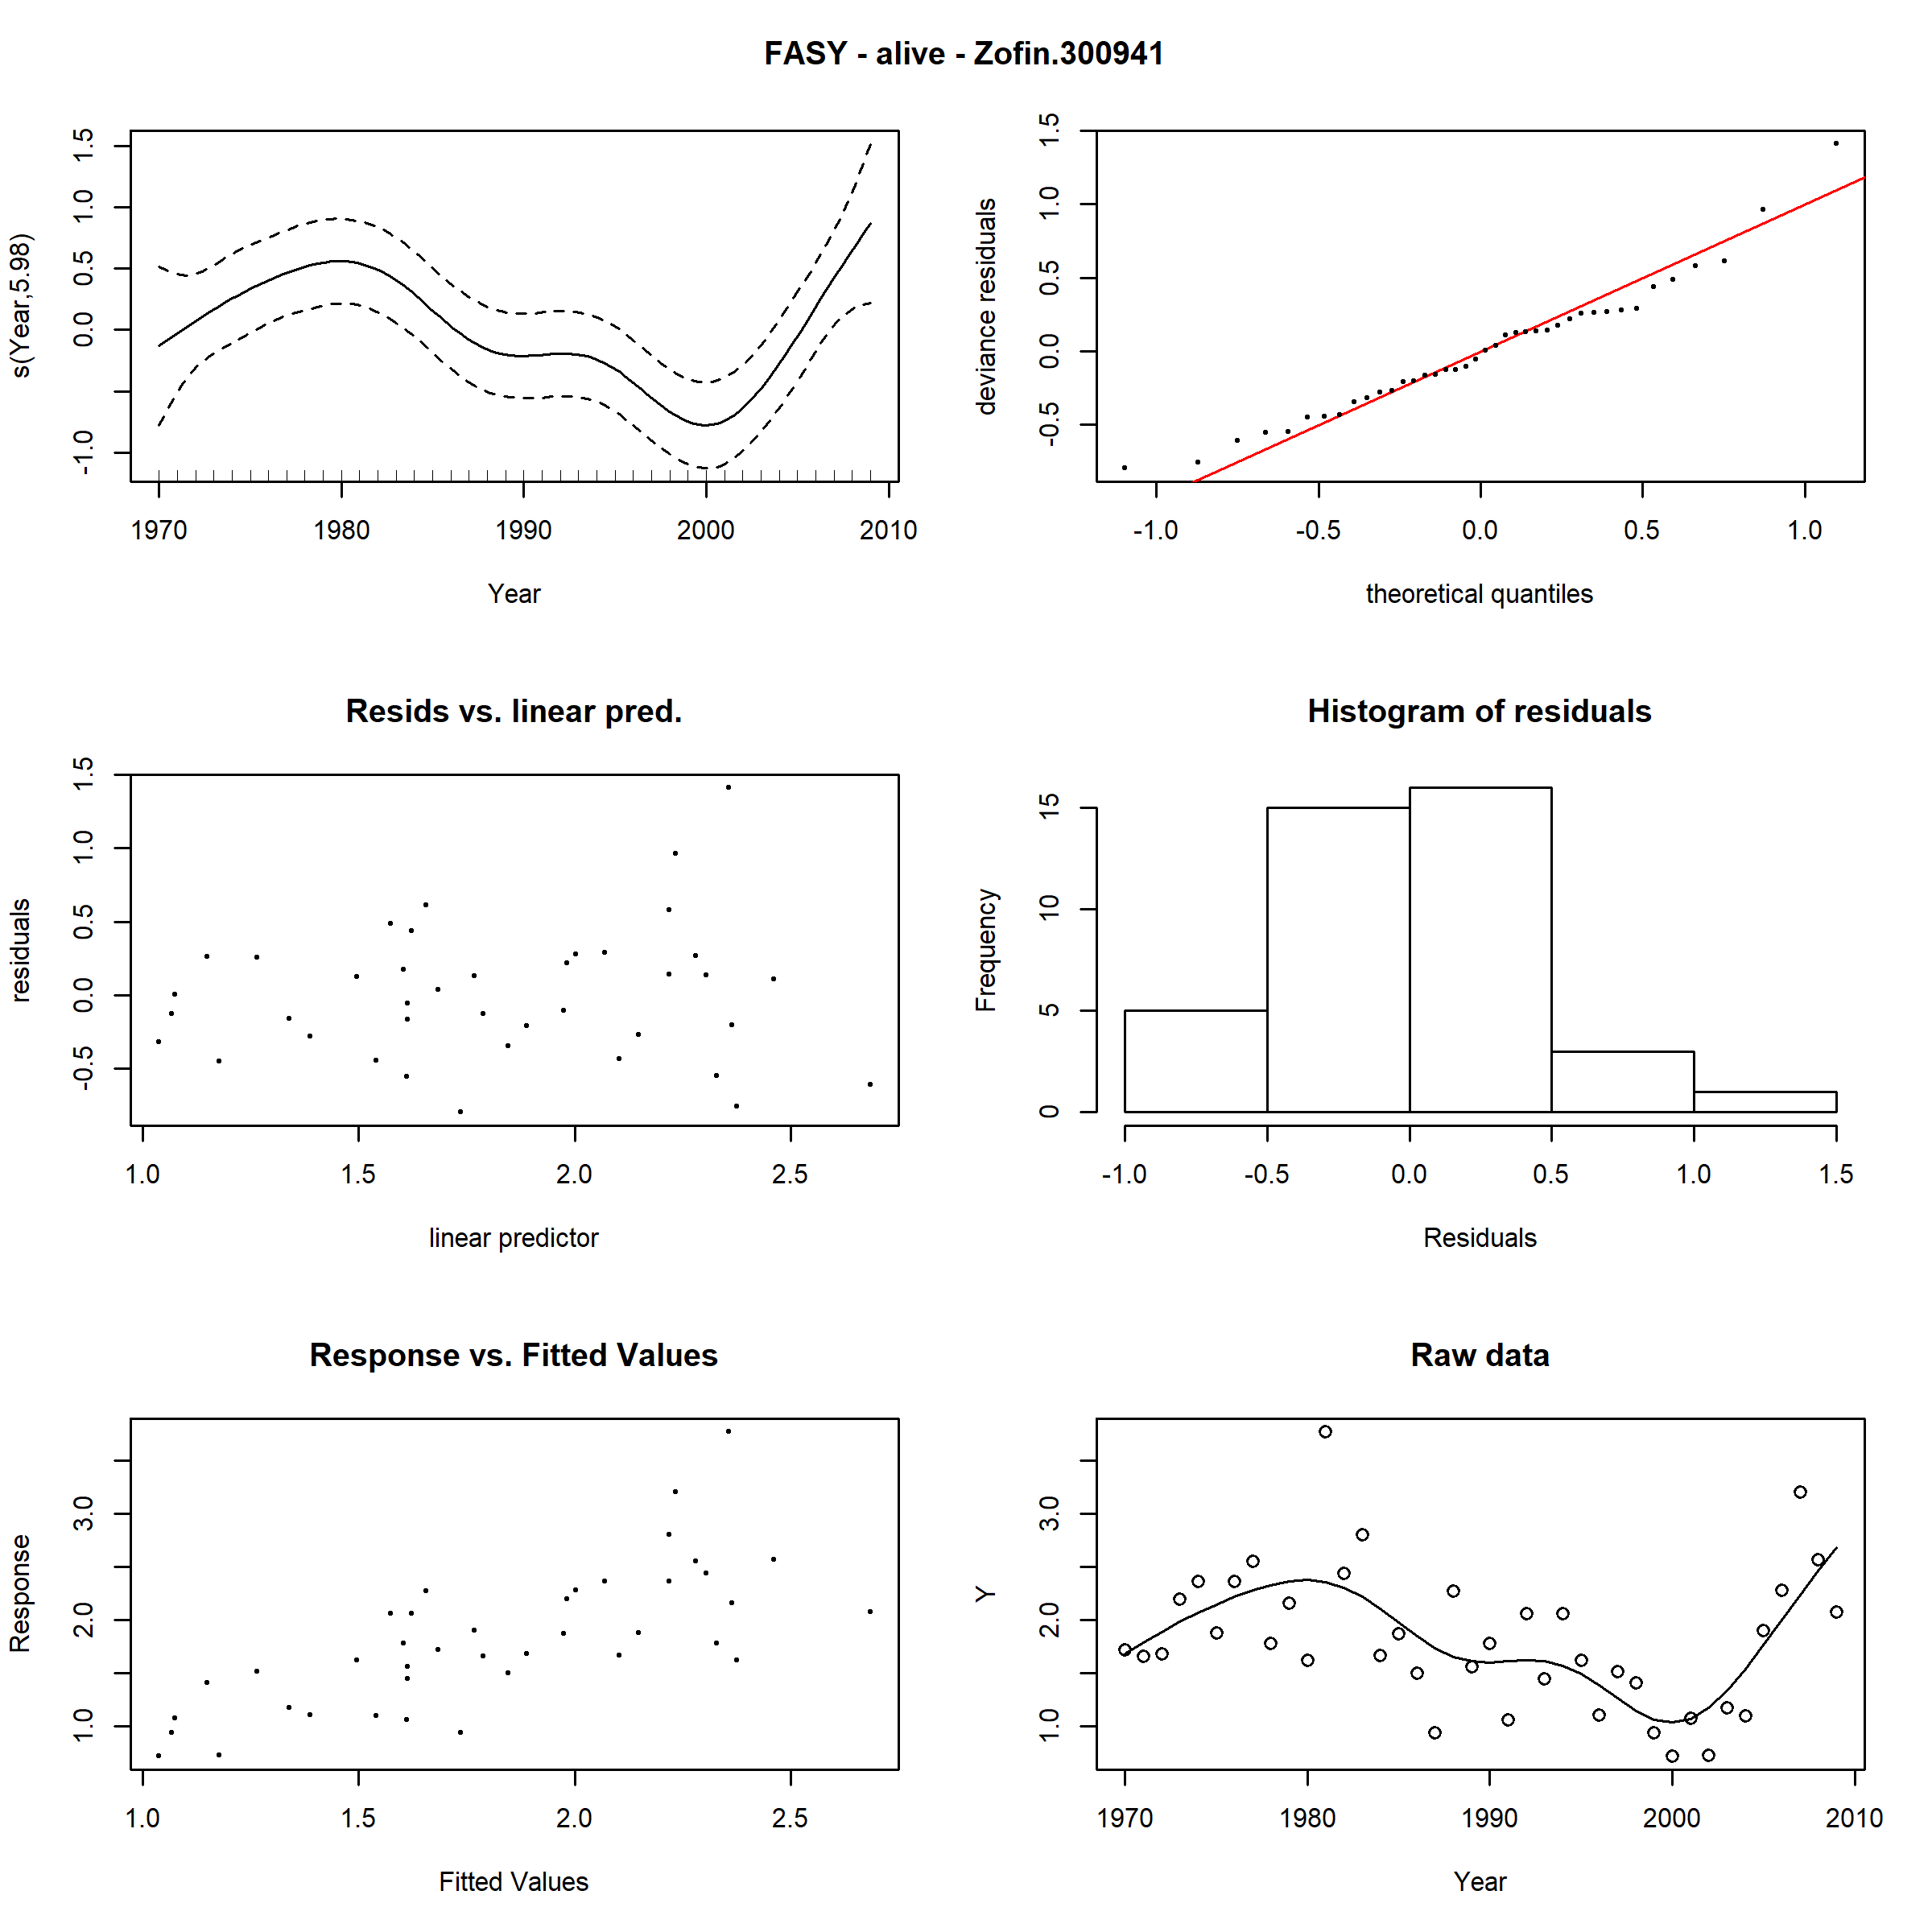 FASY - alive - Zofin.300941
s(Year,5.98)
-1.0 0.0 0.5 1.0 1.5
1970 1980 1990 2000 2010
Year
deviance residuals
-0.5 0.0 0.5 1.0 1.5
-1.0 -0.5 0.0 0.5 1.0
theoretical quantiles
Resids vs. linear pred.
residuals
-0.5 0.0 0.5 1.0 1.5
1.0 1.5 2.0 2.5
linear predictor
Histogram of residuals
Frequency
0 5 10 15
-1.0 -0.5 0.0 0.5 1.0 1.5
Residuals
Response vs. Fitted Values
Response
1.0 2.0 3.0
1.0 1.5 2.0 2.5
Fitted Values
Raw data
Y
1.0 2.0 3.0
1970 1980 1990 2000 2010
Year